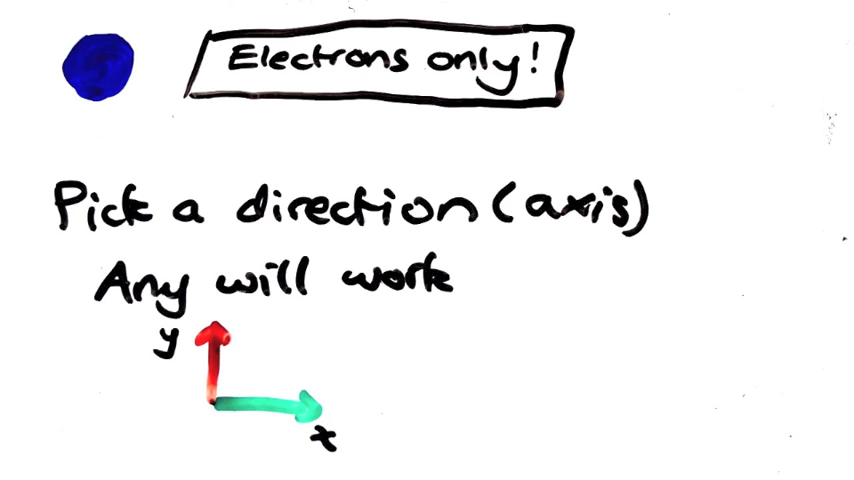 Electrons only!
Pick a direction (axis)
Any will work
y
x